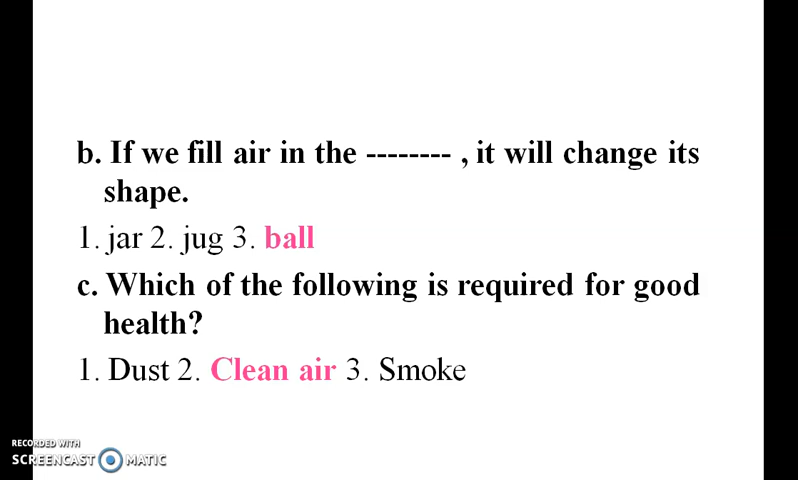 b. If we fill air in the -------- , it will change its
shape.
1. jar 2. jug 3. ball
c. Which of the following is required for good
health?
1. Dust 2. Clean air 3. Smoke
RECORDED WITH
SCREENCAST MATIC